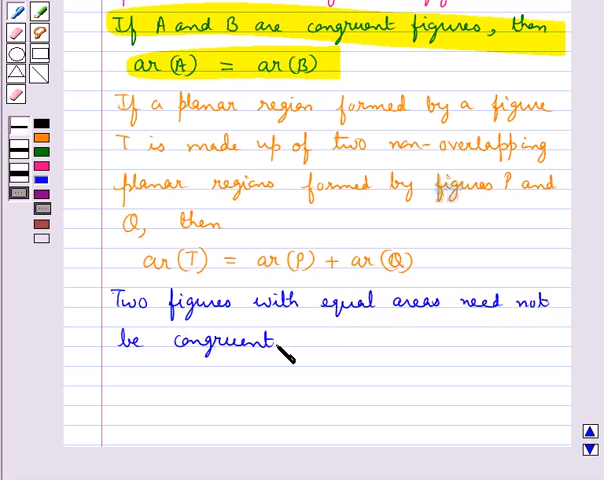 If A and B are congruent figures, then
ar (A) = ar (B)
If a planar region formed by a figure
T is made up of two non-overlapping
planar regions formed by figures P and
Q, then
ar (T) = ar (P) + ar (Q)
Two figures with equal areas need not
be congruent